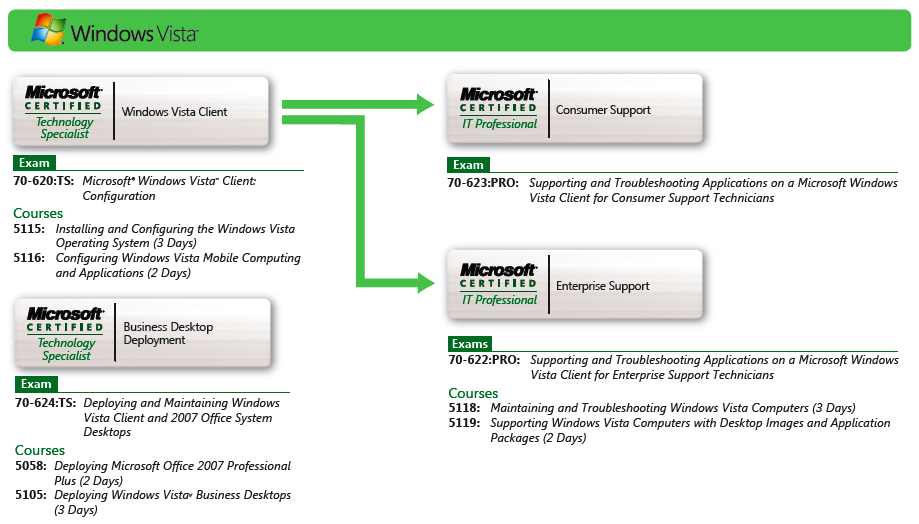 Windows Vista™
Microsoft®
CERTIFIED
Technology
Specialist
Windows Vista Client
Exam
70-620:TS: Microsoft® Windows Vista™ Client:
Configuration
Courses
5115: Installing and Configuring the Windows Vista
Operating System (3 Days)
5116: Configuring Windows Vista Mobile Computing
and Applications (2 Days)
Microsoft®
CERTIFIED
Technology
Specialist
Business Desktop
Deployment
Exam
70-624:TS: Deploying and Maintaining Windows
Vista Client and 2007 Office System
Desktops
Courses
5058: Deploying Microsoft Office 2007 Professional
Plus (2 Days)
5105: Deploying Windows Vista Business Desktops
(3 Days)
Microsoft®
CERTIFIED
IT Professional
Consumer Support
Exam
70-623:PRO: Supporting and Troubleshooting Applications on a Microsoft Windows
Vista Client for Consumer Support Technicians
Microsoft®
CERTIFIED
IT Professional
Enterprise Support
Exams
70-622:PRO: Supporting and Troubleshooting Applications on a Microsoft Windows
Vista Client for Enterprise Support Technicians
Courses
5118: Maintaining and Troubleshooting Windows Vista Computers (3 Days)
5119: Supporting Windows Vista Computers with Desktop Images and Application
Packages (2 Days)